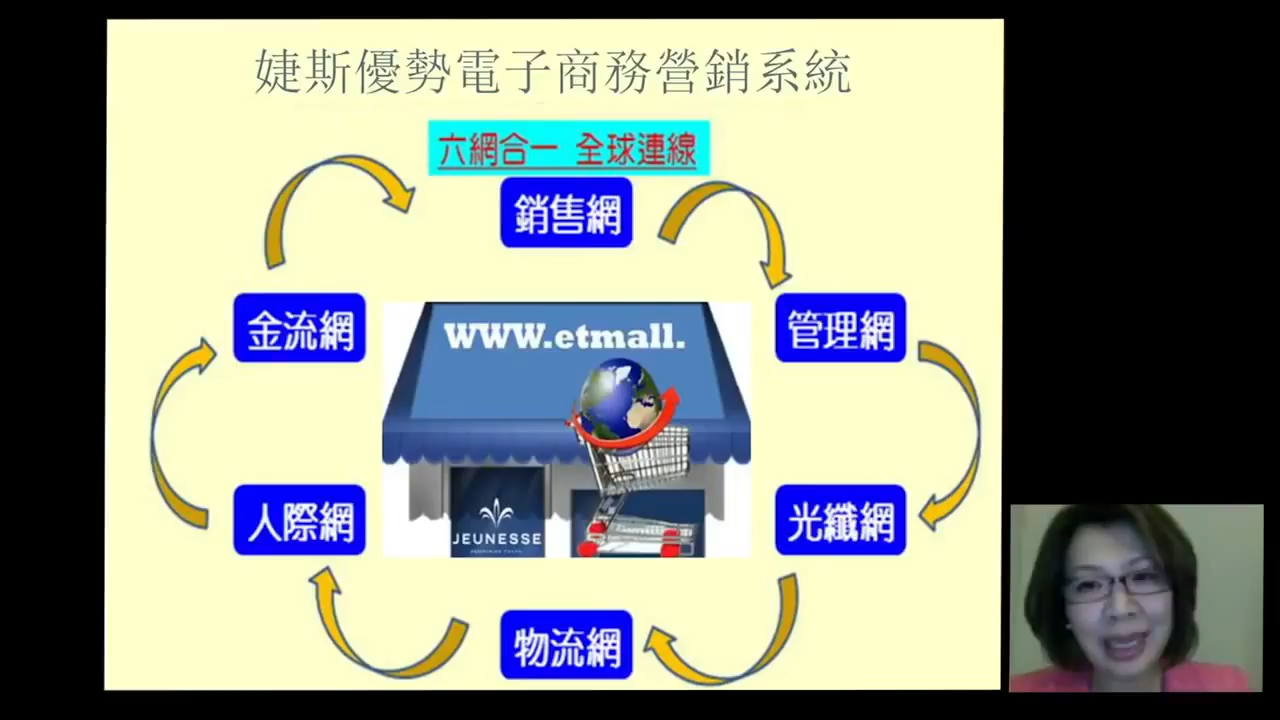 婕斯優勢電子商務營銷系統
六網合一 全球連線
銷售網
金流網
管理網
WWW.etmall.
人際網
光纖網
JEUNESSE
物流網